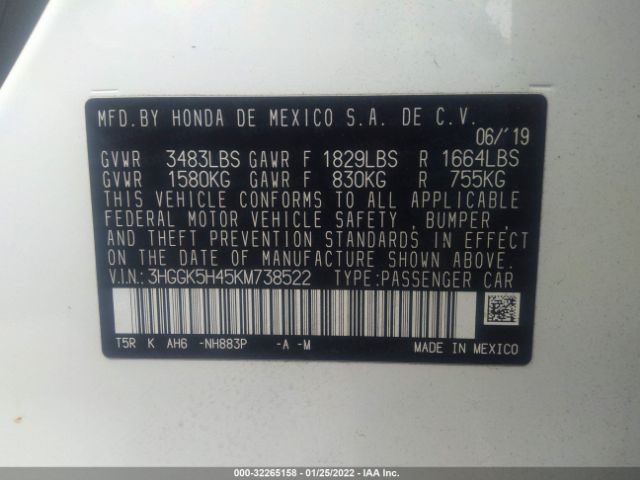 MFD. BY HONDA DE MEXICO S.A. DE C.V.
06/'19
GVWR 3483LBS GAWR F 1829LBS R 1664LBS
GVWR 1580KG GAWR F 830KG R 755KG
THIS VEHICLE CONFORMS TO ALL APPLICABLE
FEDERAL MOTOR VEHICLE SAFETY , BUMPER ,
AND THEFT PREVENTION STANDARDS IN EFFECT
ON THE DATE OF MANUFACTURE SHOWN ABOVE.
V.I.N.:3HGGK5H45KM738522 TYPE:PASSENGER CAR
T5R K AH6 -NH883P -A -M MADE IN MEXICO
000-32265158 - 01/25/2022 - IAA Inc.